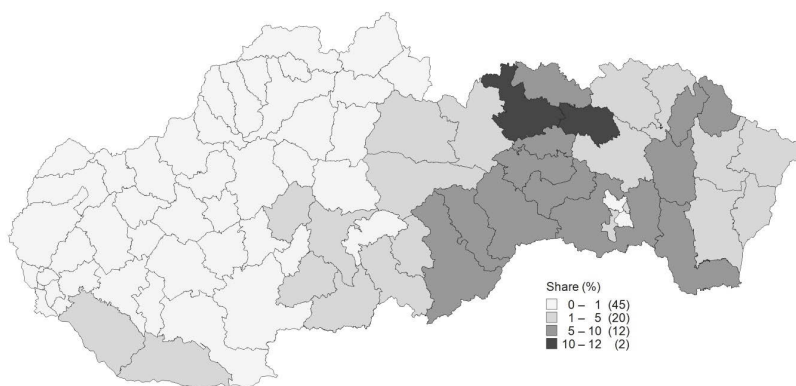 Share (%)
0 – 1 (45)
1 – 5 (20)
5 – 10 (12)
10 – 12 (2)